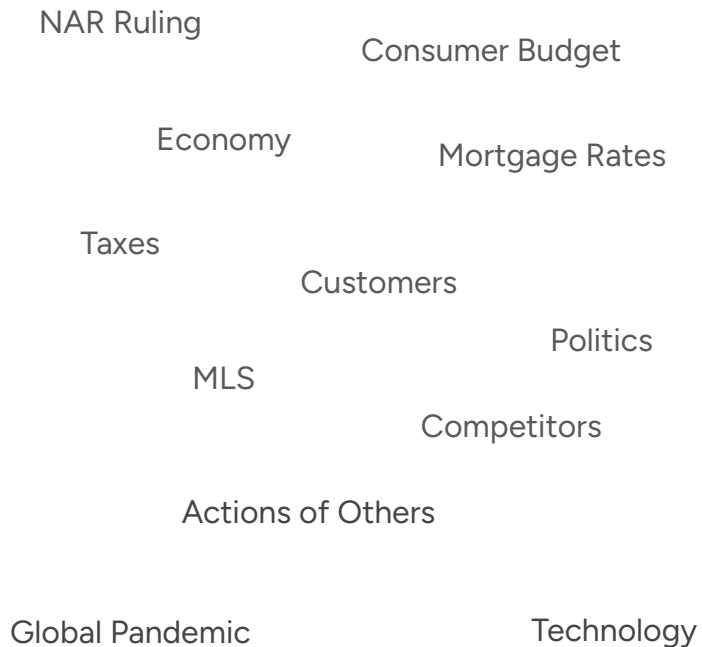 NAR Ruling
Consumer Budget
Economy
Mortgage Rates
Taxes
Customers
Politics
MLS
Competitors
Actions of Others
Global Pandemic
Technology